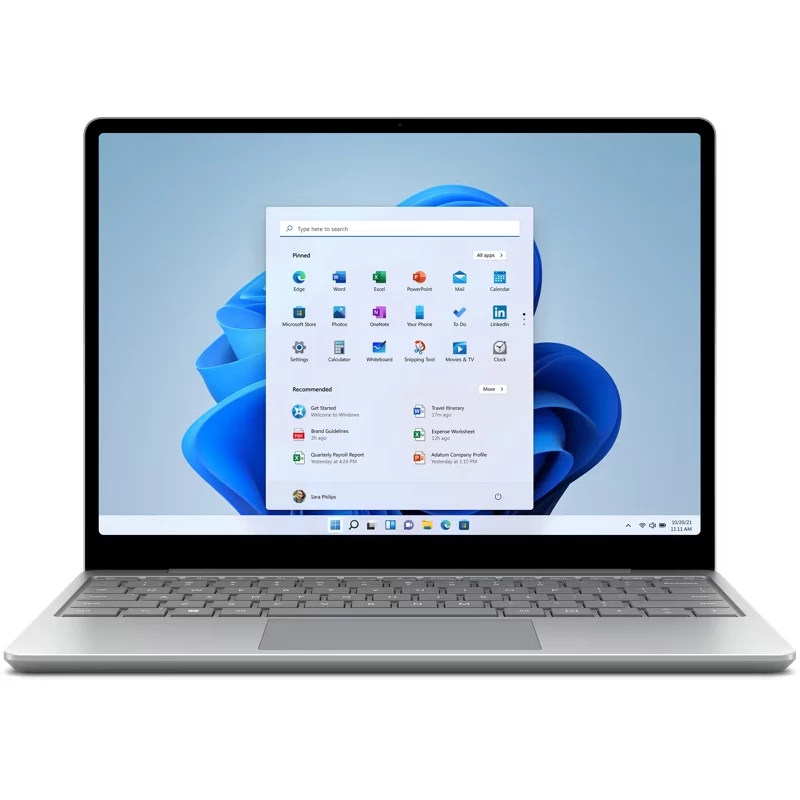 Type here to search
Pinned
All apps
Edge
Word
Excel
PowerPoint
Mail
Calendar
Microsoft Store
Photos
OneNote
Your Phone
To Do
LinkedIn
Settings
Calculator
Whiteboard
Snipping Tool
Movies & TV
Clock
Recommended
More
Get Started
Welcome to Windows
Travel Itinerary
17m ago
Brand Guidelines
2h ago
Expense Worksheet
12h ago
Quarterly Payroll Report
Yesterday at 4:24 PM
Adatum Company Profile
Yesterday at 1:15 PM
Sara Philips
10/20/21
11:11 AM